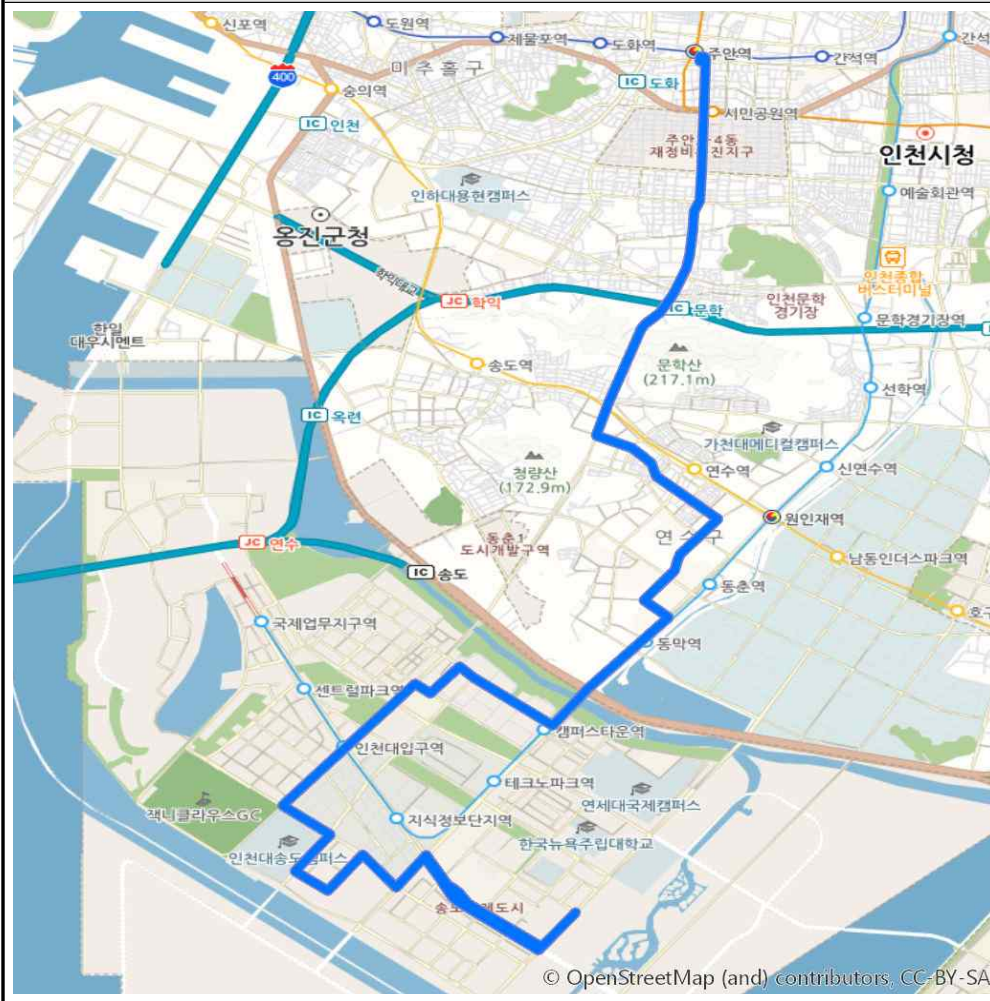 신포역
도원역
제물포역
도화역
주안역
간석역
간석
미추홀구
IC 도화
400
숭의역
IC 인천
서민공원역
주안 4동
재정비 진지구
인천시청
인하대용현캠퍼스
예술회관역
옹진군청
학익대교
인천종합
버스터미널
JC 학익
IC 문학
인천문학
경기장
문학경기장역
한일
대우시멘트
송도역
문학산
(217.1m)
선학역
IC 옥련
가천대메디컬캠퍼스
청량산
(172.9m)
연수역
신연수역
원인재역
연수구
동춘1
도시개발구역
JC 연수
IC 송도
남동인더스파크역
동춘역
호구
국제업무지구역
동막역
센트럴파크역
캠퍼스타운역
인천대입구역
테크노파크역
잭니클라우스GC
연세대국제캠퍼스
지식정보단지역
한국뉴욕주립대학교
인천대송도캠퍼스
송도 도시
© OpenStreetMap (and) contributors, CC-BY-SA